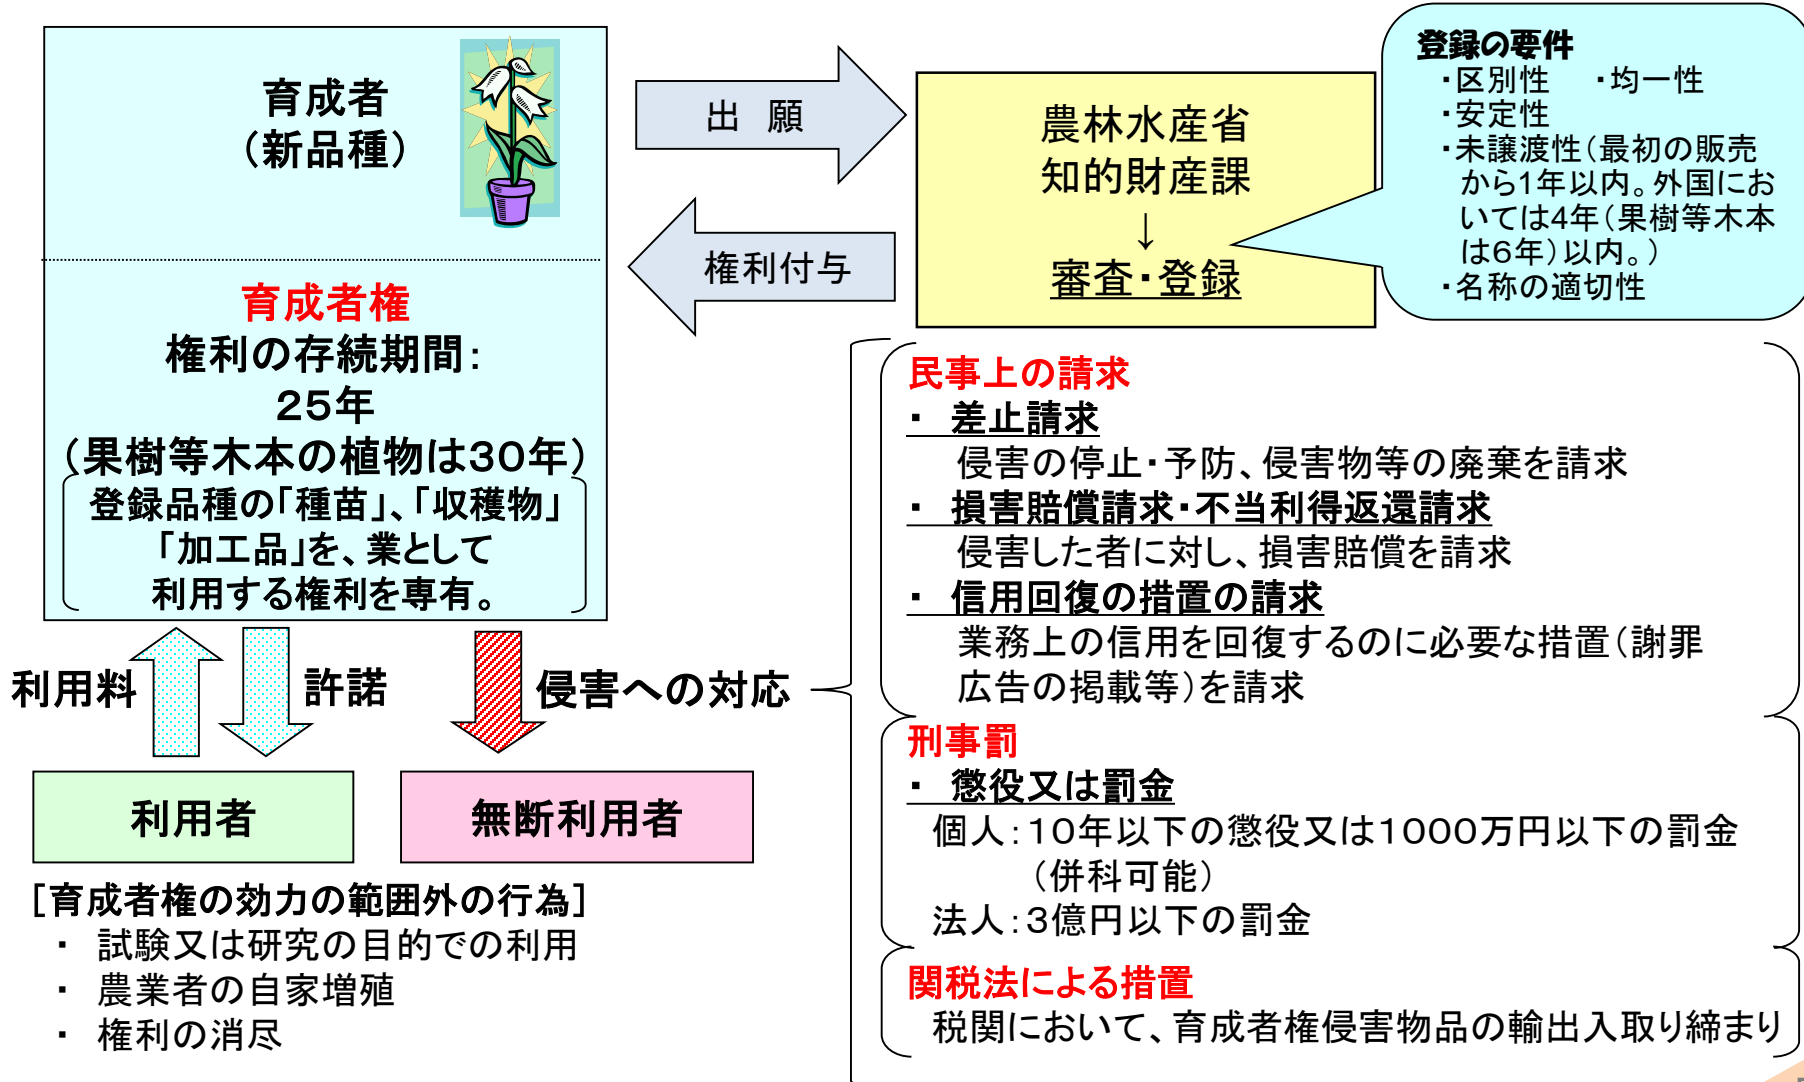 育成者
(新品種)
出 願
農林水産省
知的財産課
↓
審査・登録
権利付与
登録の要件
・区別性 ・均一性
・安定性
・未譲渡性(最初の販売
から1年以内。外国にお
いては4年(果樹等木本
は6年)以内。)
・名称の適切性
育成者権
権利の存続期間:
25年
(果樹等木本の植物は30年)
登録品種の「種苗」、「収穫物」
「加工品」を、業として
利用する権利を専有。
利用料
許諾
侵害への対応
利用者
無断利用者
[育成者権の効力の範囲外の行為]
・ 試験又は研究の目的での利用
・ 農業者の自家増殖
・ 権利の消尽
民事上の請求
・ 差止請求
侵害の停止・予防、侵害物等の廃棄を請求
・ 損害賠償請求・不当利得返還請求
侵害した者に対し、損害賠償を請求
・ 信用回復の措置の請求
業務上の信用を回復するのに必要な措置(謝罪
広告の掲載等)を請求
刑事罰
・ 懲役又は罰金
個人:10年以下の懲役又は1000万円以下の罰金
(併科可能)
法人:3億円以下の罰金
関税法による措置
税関において、育成者権侵害物品の輸出入取り締まり